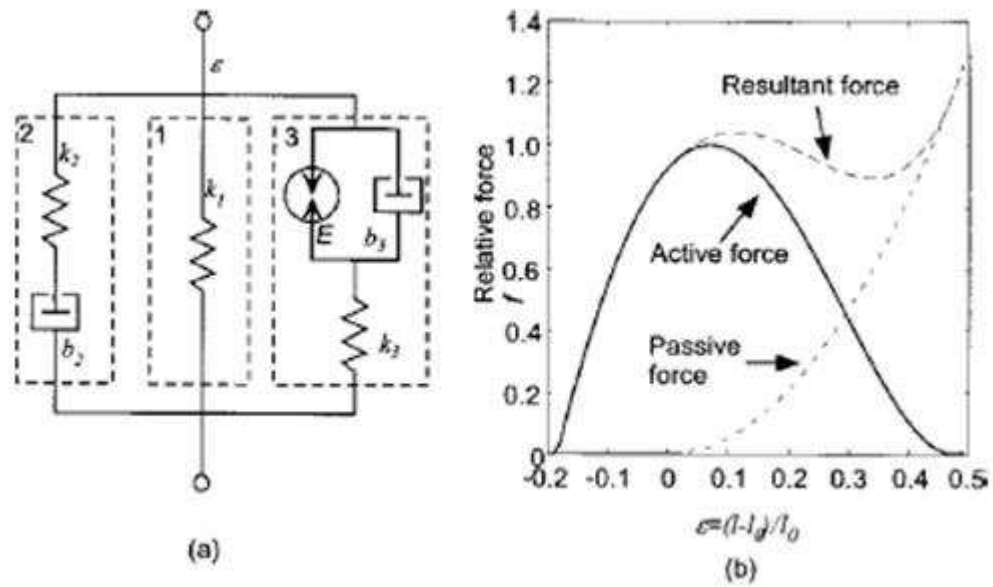 ε
2
k₂
b₂
1
k₁
3
E
b₃
k₃
(a)
1.4
1.2
1.0
0.8
0.6
0.4
0.2
0
Relative force
f
Resultant force
Active force
Passive
force
-0.2 -0.1 0 0.1 0.2 0.3 0.4 0.5
ε=(l-l₀)/l₀
(b)